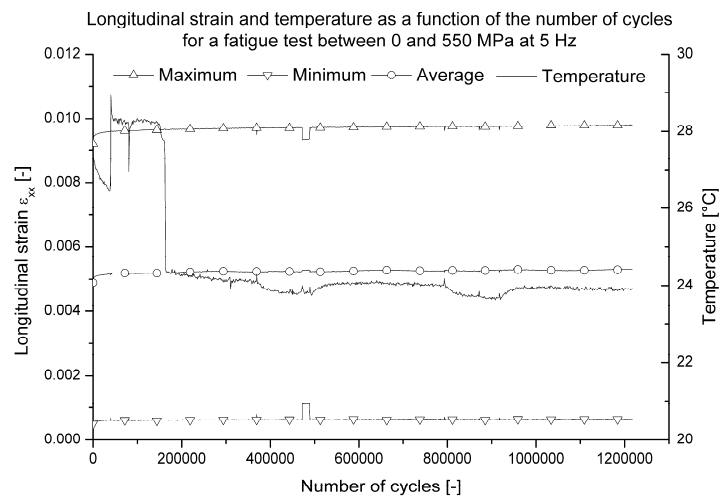 Longitudinal strain and temperature as a function of the number of cycles
for a fatigue test between 0 and 550 MPa at 5 Hz
Maximum Minimum Average Temperature
0.012
0.010
0.008
0.006
0.004
0.002
0.000
Longitudinal strain εxx [-]
30
28
26
24
22
20
Temperature [°C]
0 200000 400000 600000 800000 1000000 1200000
Number of cycles [-]